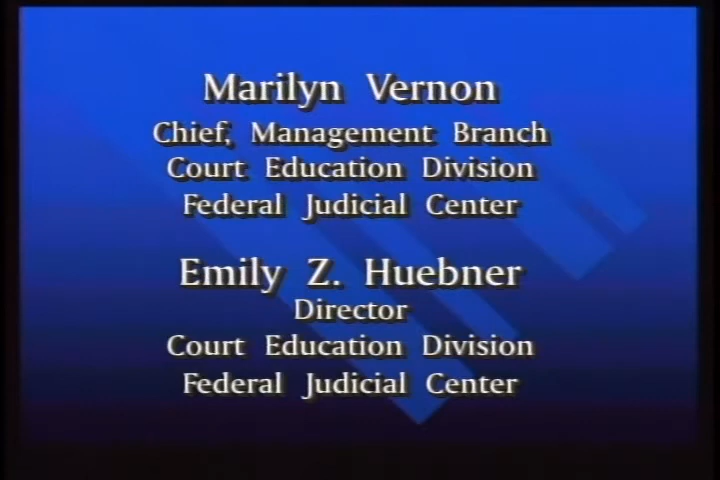 Marilyn Vernon
Chief, Management Branch
Court Education Division
Federal Judicial Center
Emily Z. Huebner
Director
Court Education Division
Federal Judicial Center